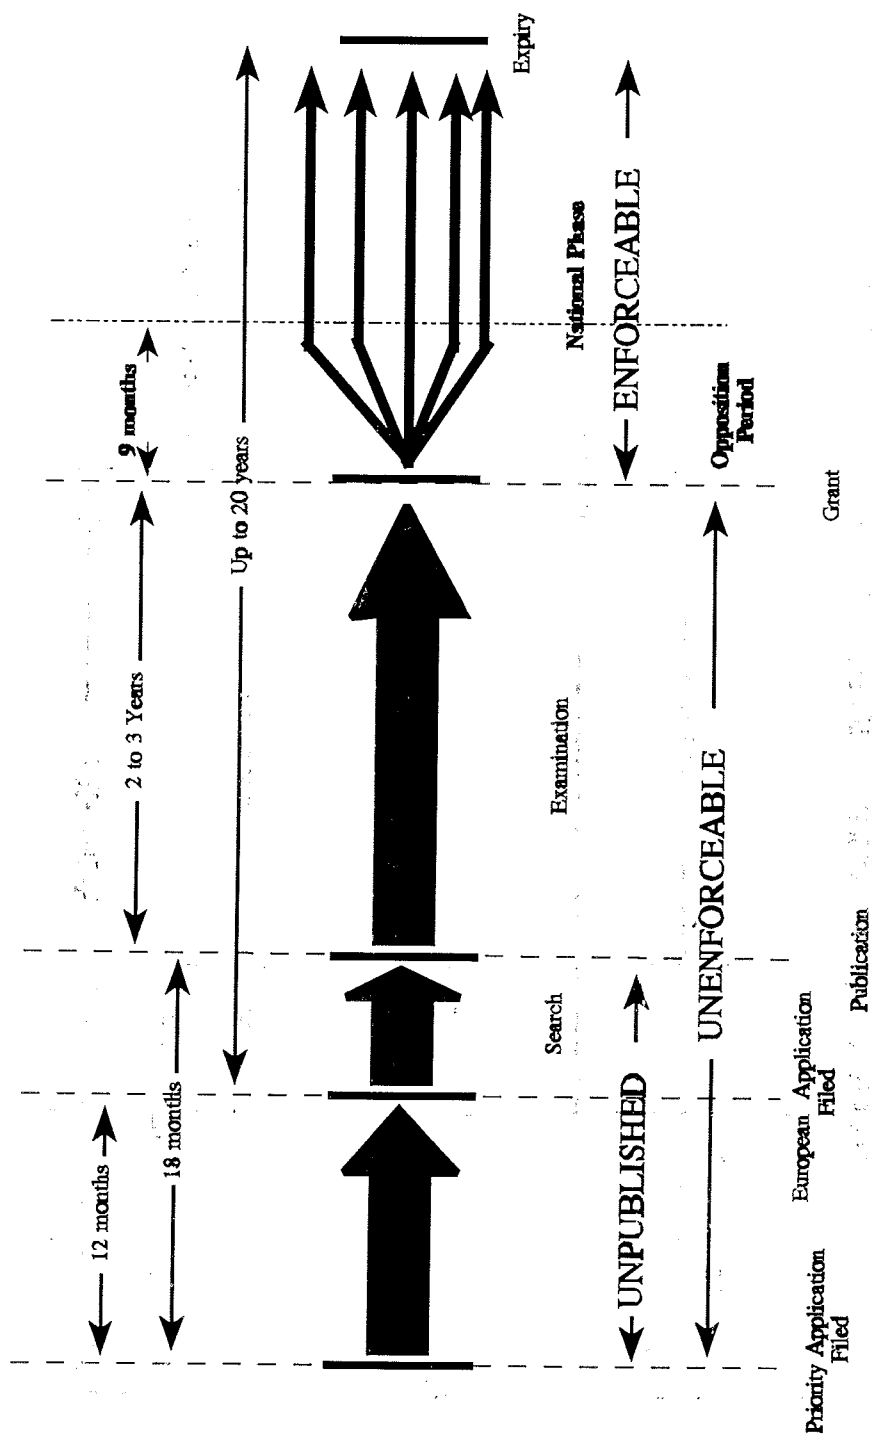 12 months
18 months
2 to 3 Years
9 months
Up to 20 years
Search
Examination
National Phase
Expiry
UNPUBLISHED
ENFORCEABLE
UNENFORCEABLE
Opposition
Period
Priority Application
Filed
European Application
Filed
Publication
Grant